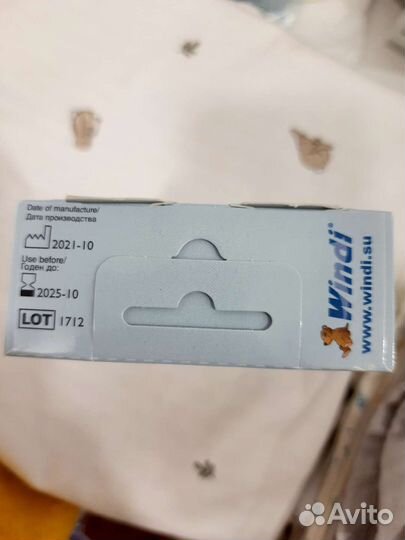 Date of manufacture/
Дата производства
2021-10
Use before/
Годен до:
2025-10
LOT 1712
Windi®
www.windi.su
Avito